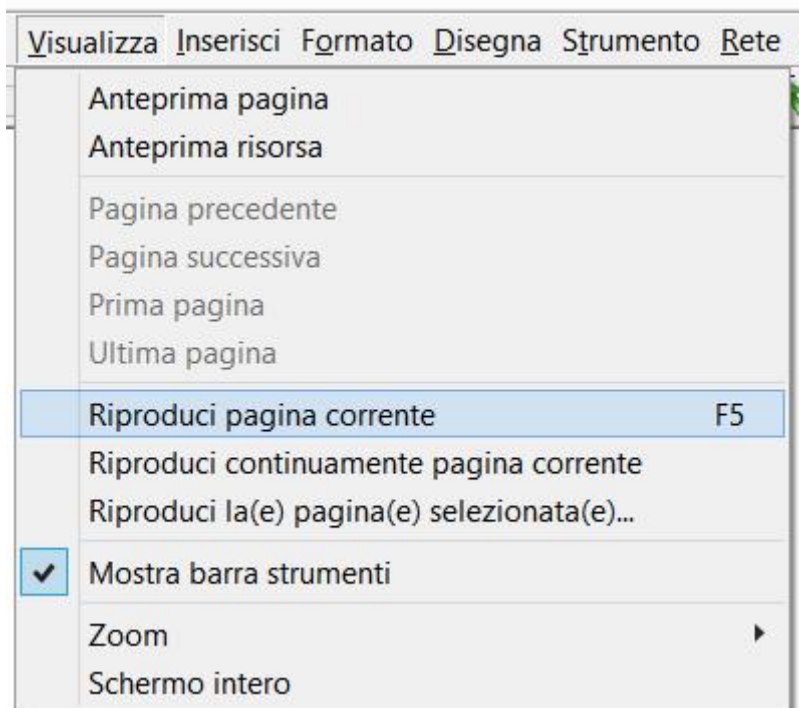 Visualizza Inserisci Formato Disegna Strumento Rete
Anteprima pagina
Anteprima risorsa
Pagina precedente
Pagina successiva
Prima pagina
Ultima pagina
Riproduci pagina corrente F5
Riproduci continuamente pagina corrente
Riproduci la(e) pagina(e) selezionata(e)...
Mostra barra strumenti
Zoom
Schermo intero